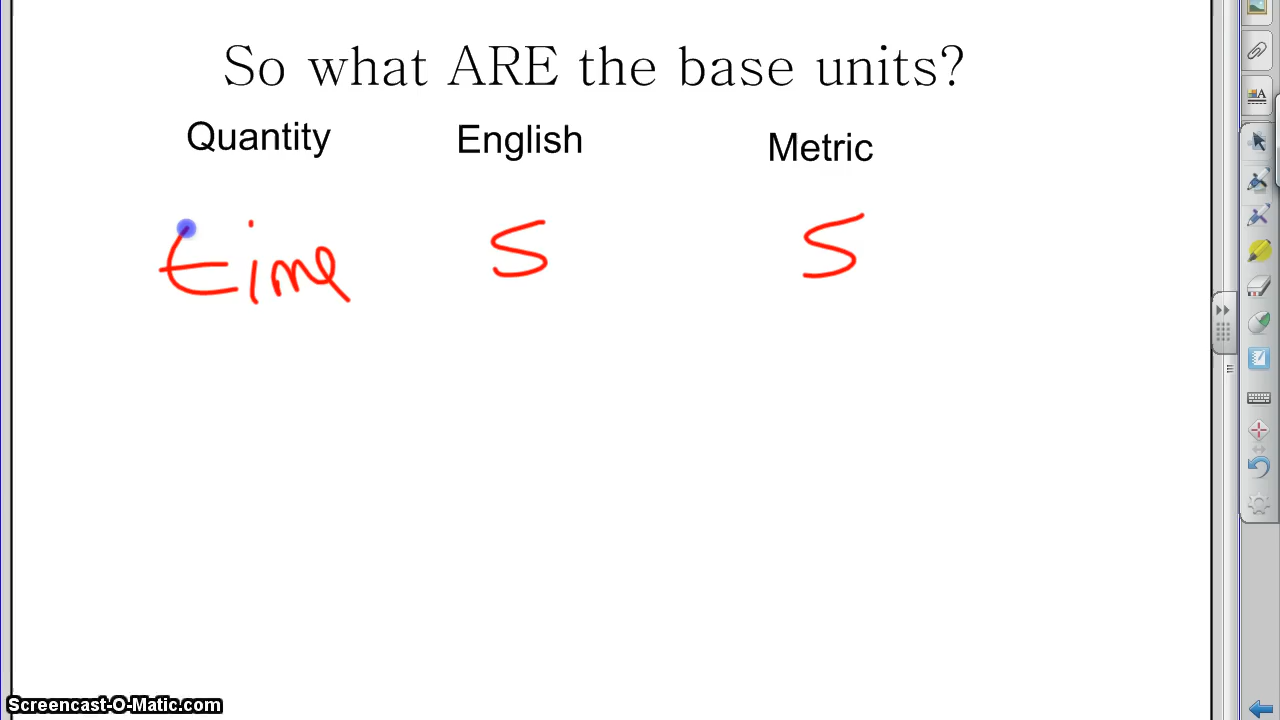 So what ARE the base units?
Quantity English Metric
time S S
Screencast-O-Matic.com